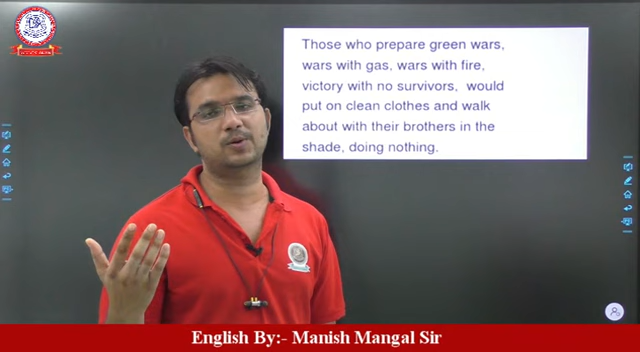 Those who prepare green wars,
wars with gas, wars with fire,
victory with no survivors, would
put on clean clothes and walk
about with their brothers in the
shade, doing nothing.
English By:- Manish Mangal Sir